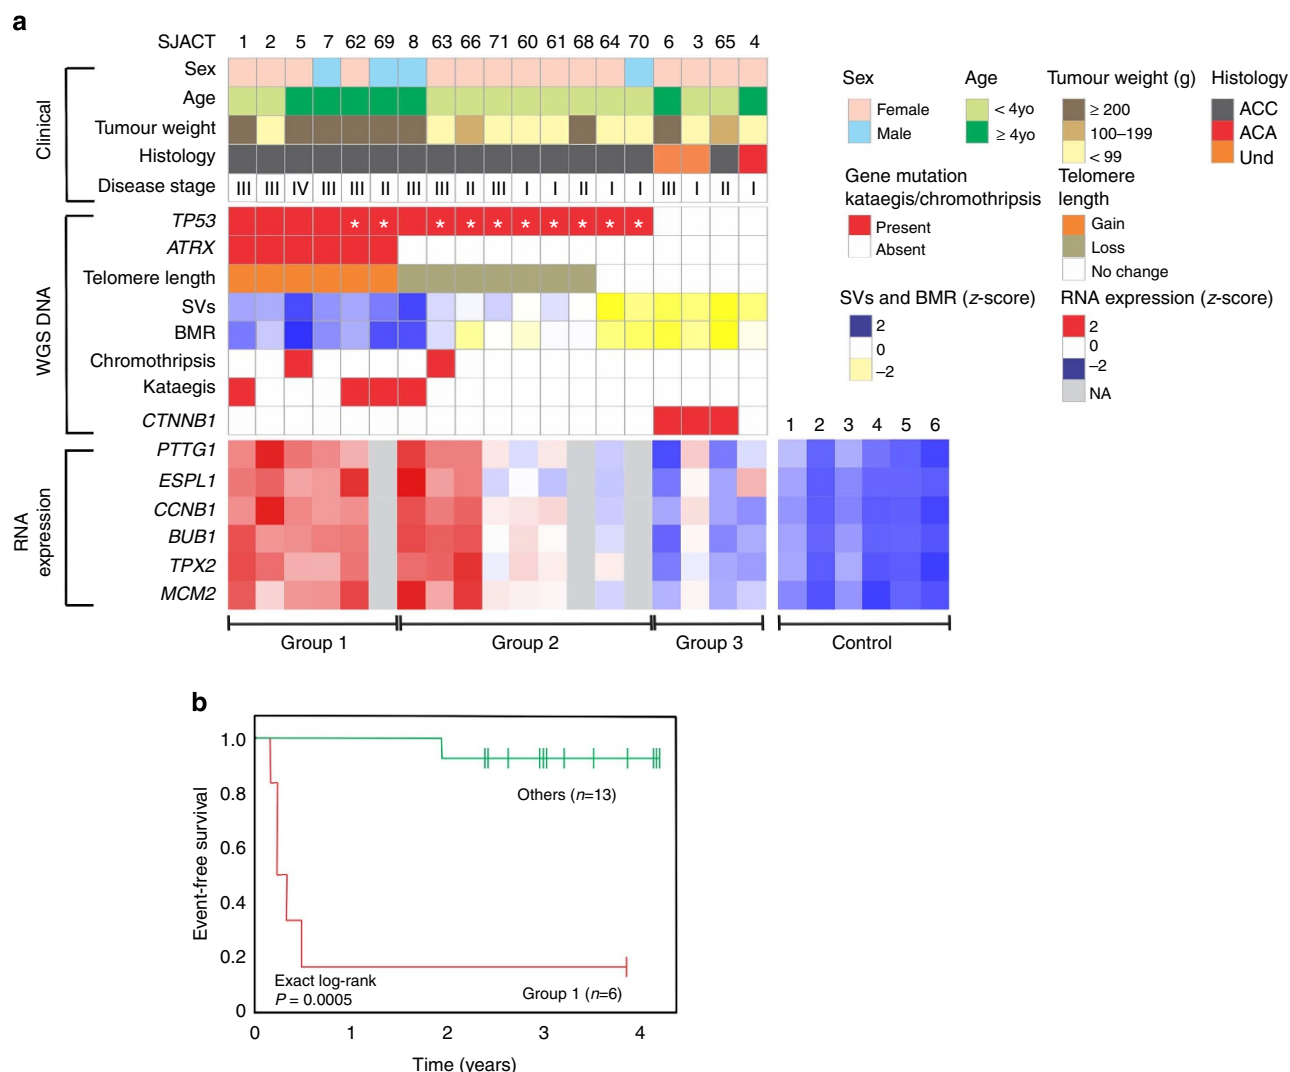 a
SJACT 1 2 5 7 62 69 8 63 66 71 60 61 68 64 70 6 3 65 4
Clinical
Sex
Age
Tumour weight
Histology
Disease stage III III IV III III II III III II III I I II I I III I II I
WGS DNA
TP53 * * * * * * * * * *
ATRX
Telomere length
SVs
BMR
Chromothripsis
Kataegis
CTNNB1
RNA expression
PTTG1
ESPL1
CCNB1
BUB1
TPX2
MCM2
1 2 3 4 5 6
Group 1 Group 2 Group 3 Control
Sex
Female
Male
Age
< 4yo
≥ 4yo
Tumour weight (g)
≥ 200
100–199
< 99
Histology
ACC
ACA
Und
Gene mutation
kataegis/chromothripsis
Present
Absent
Telomere
length
Gain
Loss
No change
SVs and BMR (z-score)
2
0
–2
RNA expression (z-score)
2
0
–2
NA
b
Event-free survival
1.0
0.8
0.6
0.4
0.2
0
Others (n=13)
Exact log-rank
P = 0.0005
Group 1 (n=6)
0 1 2 3 4
Time (years)